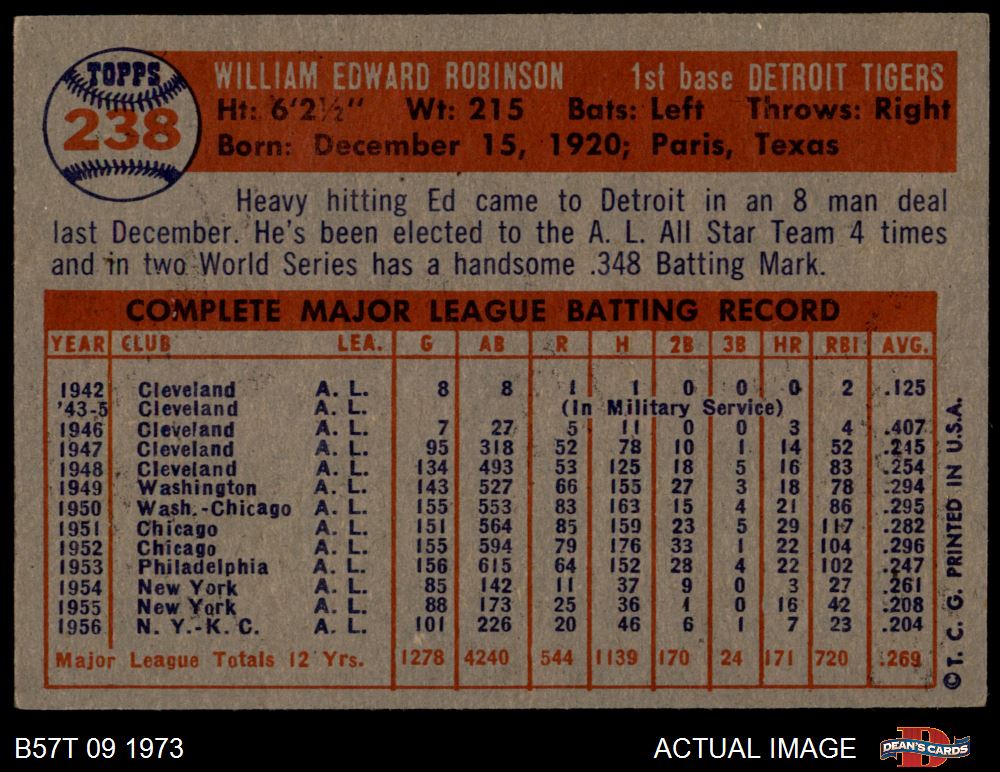 TOPPS
238
WILLIAM EDWARD ROBINSON 1st base DETROIT TIGERS
Ht: 6'2½" Wt: 215 Bats: Left Throws: Right
Born: December 15, 1920; Paris, Texas
Heavy hitting Ed came to Detroit in an 8 man deal
last December. He's been elected to the A. L. All Star Team 4 times
and in two World Series has a handsome .348 Batting Mark.
COMPLETE MAJOR LEAGUE BATTING RECORD
YEAR CLUB LEA. G AB R H 2B 3B HR RBI AVG.
1942 Cleveland A. L. 8 8 1 1 0 0 0 2 .125
'43-5 Cleveland A. L. (In Military Service)
1946 Cleveland A. L. 7 27 5 11 0 0 3 4 .407
1947 Cleveland A. L. 95 318 52 78 10 1 14 52 .245
1948 Cleveland A. L. 134 493 53 125 18 5 16 83 .254
1949 Washington A. L. 143 527 66 155 27 3 18 78 .294
1950 Wash.-Chicago A. L. 155 553 83 163 15 4 21 86 .295
1951 Chicago A. L. 151 564 85 159 23 5 29 117 .282
1952 Chicago A. L. 155 594 79 176 33 1 22 104 .296
1953 Philadelphia A. L. 156 615 64 152 28 4 22 102 .247
1954 New York A. L. 85 142 11 37 9 0 3 27 .261
1955 New York A. L. 88 173 25 36 1 0 16 42 .208
1956 N. Y.-K. C. A. L. 101 226 20 46 6 1 7 23 .204
Major League Totals 12 Yrs. 1278 4240 544 1139 170 24 171 720 .269
© T. C. G. PRINTED IN U.S.A.
B57T 09 1973 ACTUAL IMAGE DEAN'S CARDS